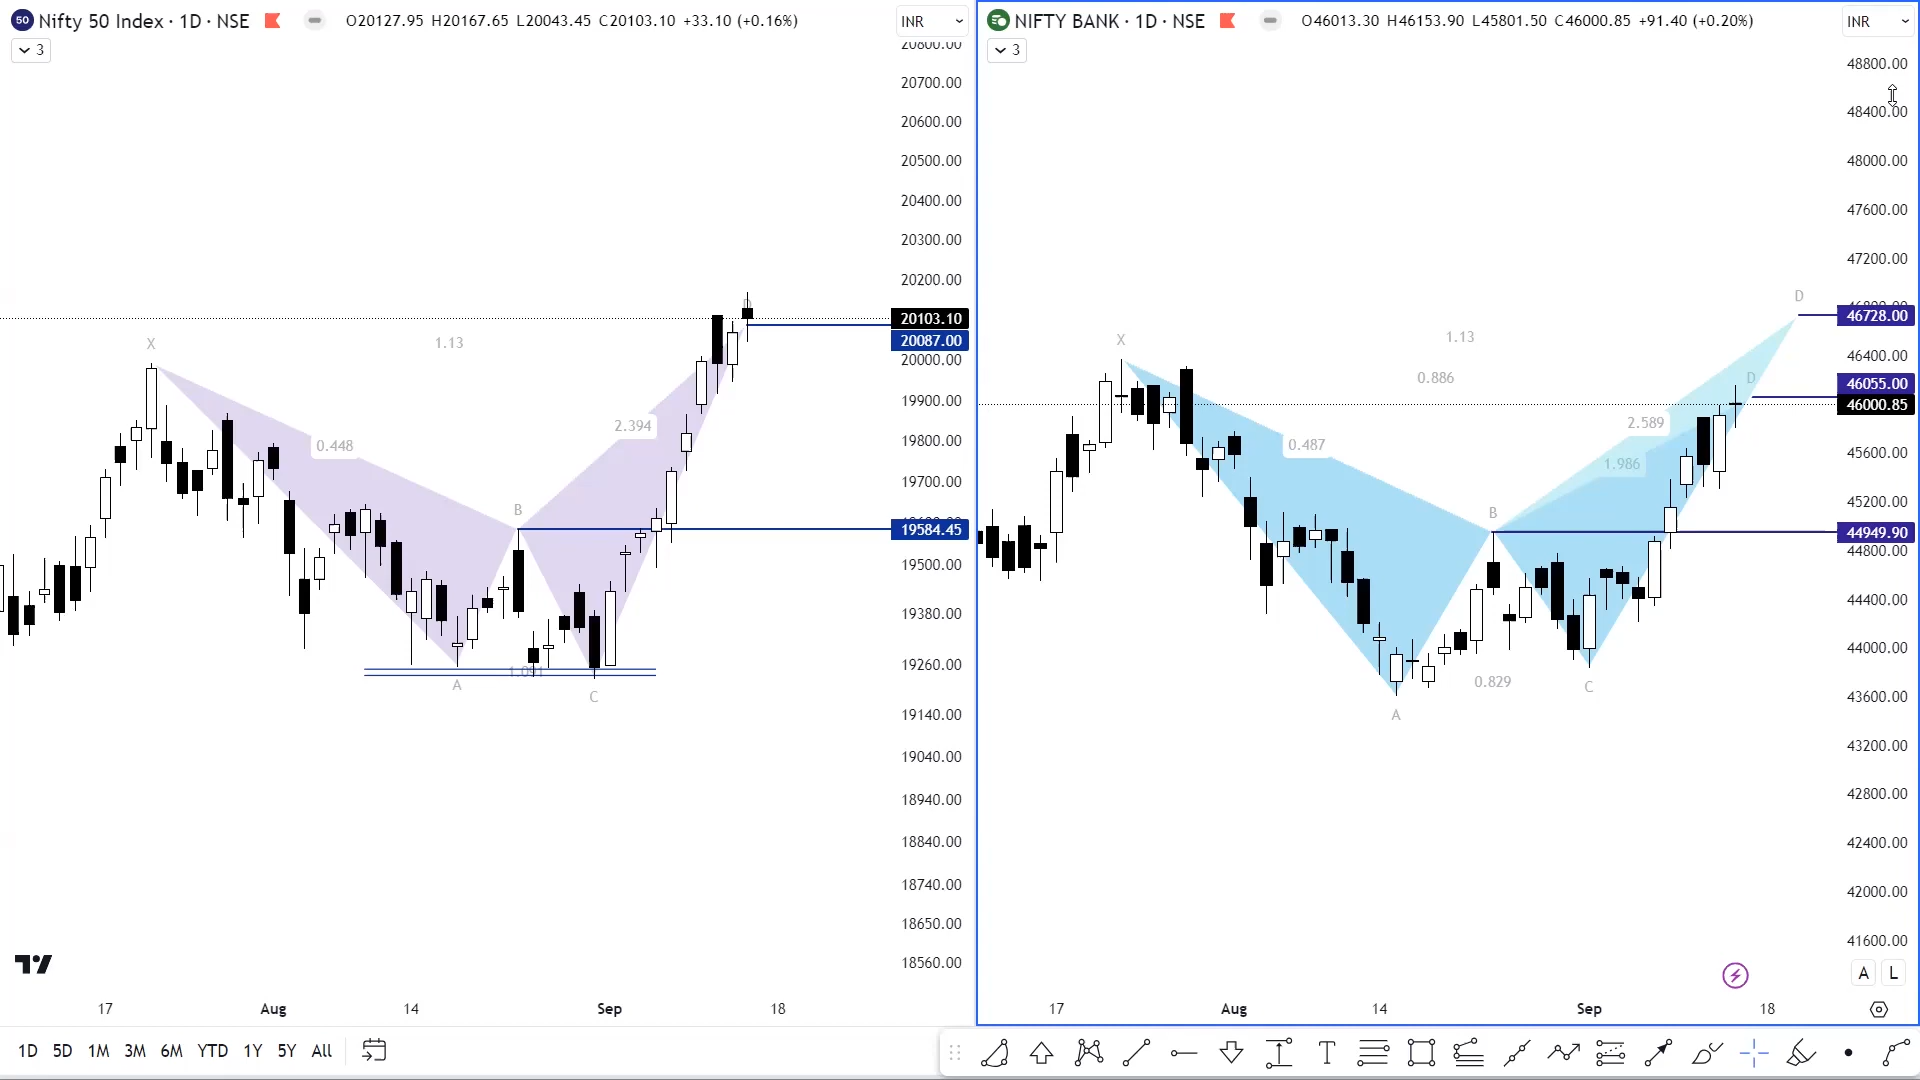 50 Nifty 50 Index · 1D · NSE O20127.95 H20167.65 L20043.45 C20103.10 +33.10 (+0.16%)
INR
3
20800.00
20700.00
20600.00
20500.00
20400.00
20300.00
20200.00
20103.10
20087.00
20000.00
19900.00
19800.00
19700.00
19584.45
19500.00
19380.00
19260.00
19140.00
19040.00
18940.00
18840.00
18740.00
18650.00
18560.00
X
1.13
D
0.448
2.394
B
1.091
A
C
17 Aug 14 Sep 18
NIFTY BANK · 1D · NSE O46013.30 H46153.90 L45801.50 C46000.85 +91.40 (+0.20%)
INR
3
48800.00
48400.00
48000.00
47600.00
47200.00
46800.00
46728.00
46400.00
46055.00
46000.85
45600.00
45200.00
44949.90
44800.00
44400.00
44000.00
43600.00
43200.00
42800.00
42400.00
42000.00
41600.00
D
X
1.13
0.886
D
2.589
0.487
1.986
B
0.829
C
A
A L
17 Aug 14 Sep 18
1D 5D 1M 3M 6M YTD 1Y 5Y All
T